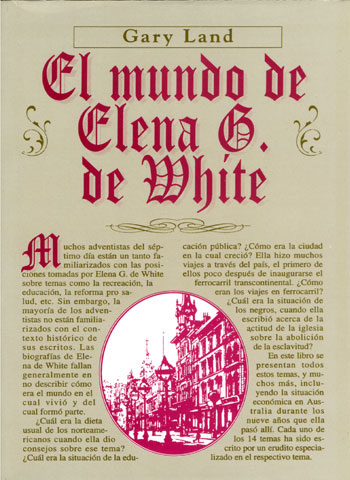 Gary Land
El mundo de
Elena G.
de White
Muchos adventistas del sép-
timo día están un tanto fa-
miliarizados con las posi-
ciones tomadas por Elena G. de White
sobre temas como la recreación, la
educación, la reforma pro sa-
lud, etc. Sin embargo, la
mayoría de los adven-
tistas no están familia-
rizados con el con-
texto histórico de
sus escritos. Las
biografías de Ele-
na de White fallan
generalmente en
no describir cómo
era el mundo en el
cual vivió y del
cual formó parte.
¿Cuál era la dieta
usual de los norteame-
ricanos cuando ella dio
consejos sobre ese tema?
¿Cuál era la situación de la edu-
cación pública? ¿Cómo era la ciudad
en la cual creció? Ella hizo muchos
viajes a través del país, el primero de
ellos poco después de inaugurarse el
ferrocarril transcontinental. ¿Cómo
eran los viajes en ferrocarril?
¿Cuál era la situación de
los negros, cuando ella
escribió acerca de la
actitud de la iglesia
sobre la abolición
de la esclavitud?
En este libro se
presentan todos
estos temas, y mu-
chos más, inclu-
yendo la situación
económica en Aus-
tralia durante los
nueve años que ella
pasó allí. Cada uno de
los 14 temas ha sido es-
crito por un erudito especia-
lizado en el respectivo tema.